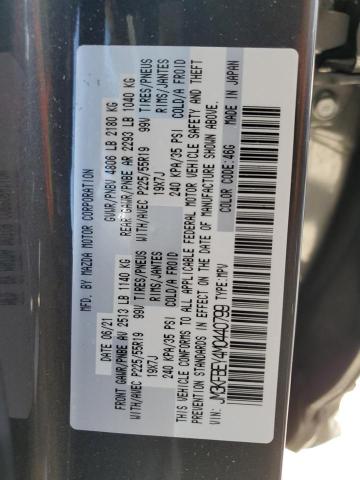 MFD. BY MAZDA MOTOR CORPORATION
DATE 06/21 GVWR/PNBV 4806 LB 2180 KG
FRONT GAWR/PNBE AV 2513 LB 1140 KG REAR GAWR/PNBE AR 2293 LB 1040 KG
WITH/AVEC P225/55R19 99V TIRES/PNEUS WITH/AVEC P225/55R19 99V TIRES/PNEUS
19X7J RIMS/JANTES 19X7J RIMS/JANTES
240 KPA/35 PSI COLD/A FROID 240 KPA/35 PSI COLD/A FROID
THIS VEHICLE CONFORMS TO ALL APPLICABLE FEDERAL MOTOR VEHICLE SAFETY AND THEFT
PREVENTION STANDARDS IN EFFECT ON THE DATE OF MANUFACTURE SHOWN ABOVE.
MADE IN JAPAN
VIN: JM3KFBEY4M0440799 TYPE:MPV COLOR CODE:46G